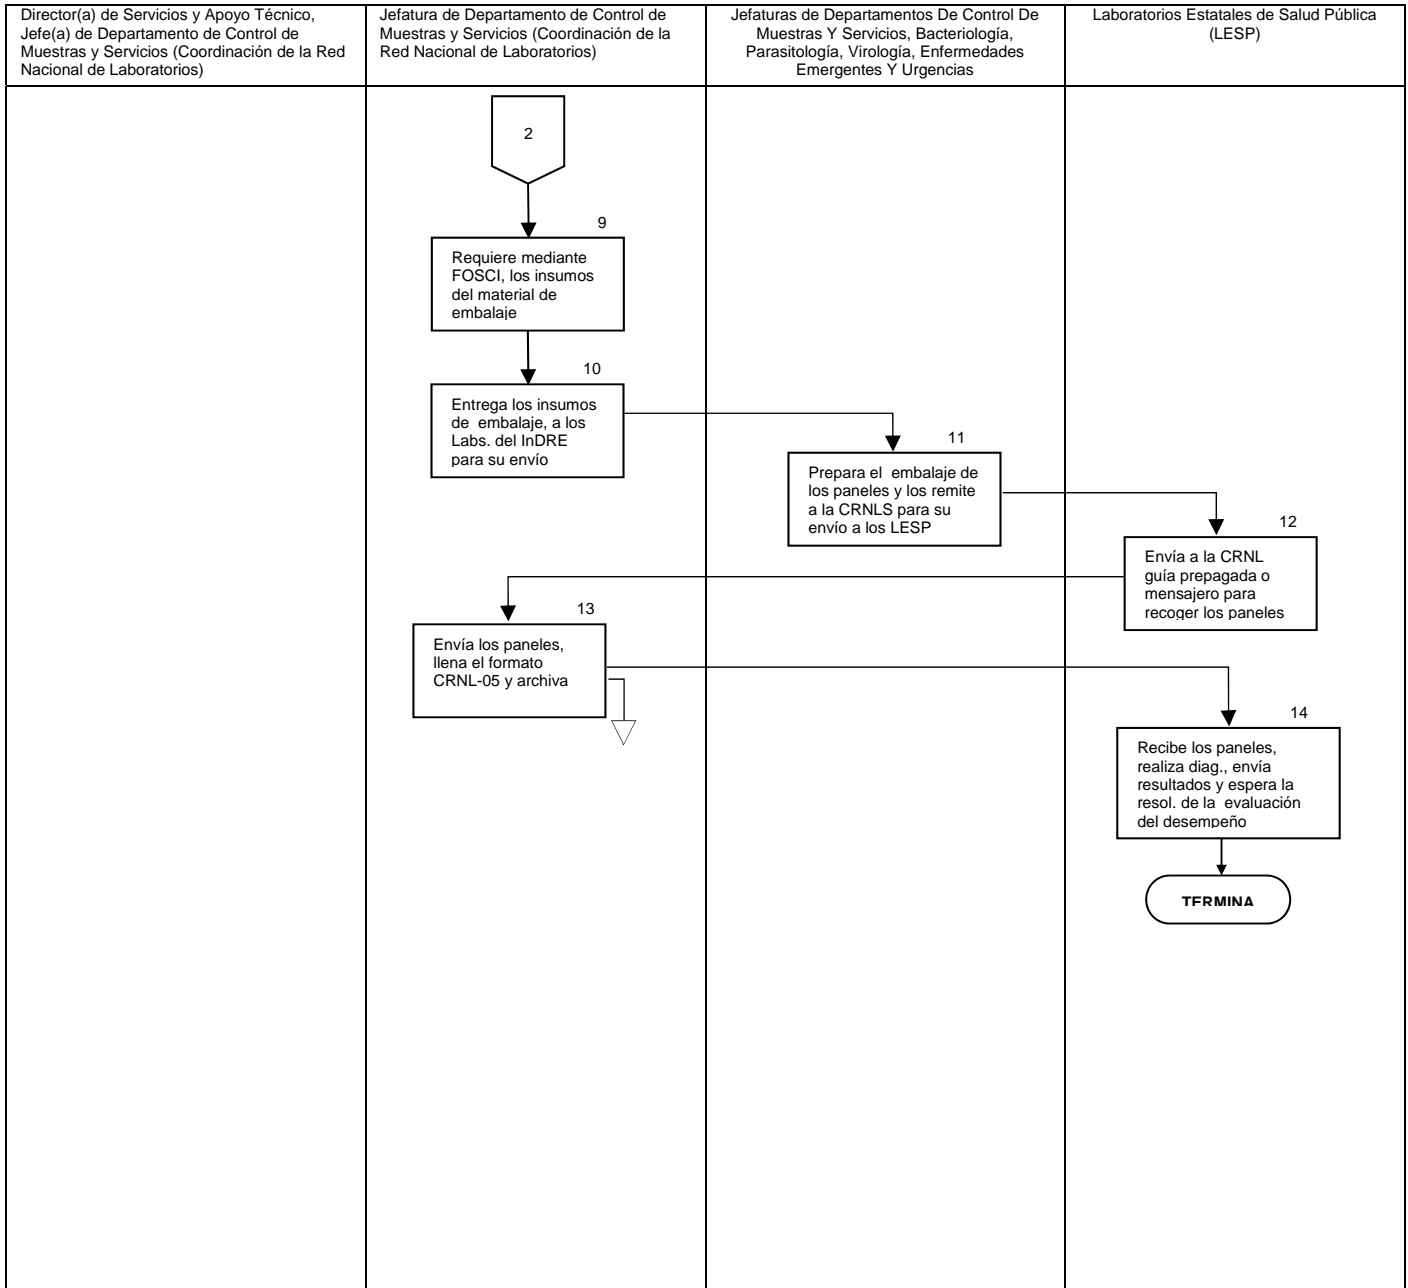 Director(a) de Servicios y Apoyo Técnico,
Jefe(a) de Departamento de Control de
Muestras y Servicios (Coordinación de la Red
Nacional de Laboratorios)
Jefatura de Departamento de Control de
Muestras y Servicios (Coordinación de la
Red Nacional de Laboratorios)
Jefaturas de Departamentos De Control De
Muestras Y Servicios, Bacteriología,
Parasitología, Virología, Enfermedades
Emergentes Y Urgencias
Laboratorios Estatales de Salud Pública
(LESP)
2
9
Requiere mediante
FOSCI, los insumos
del material de
embalaje
10
Entrega los insumos
de embalaje, a los
Labs. del InDRE
para su envío
11
Prepara el embalaje de
los paneles y los remite
a la CRNLS para su
envío a los LESP
12
Envía a la CRNL
guía prepagada o
mensajero para
recoger los paneles
13
Envía los paneles,
llena el formato
CRNL-05 y archiva
14
Recibe los paneles,
realiza diag., envía
resultados y espera la
resol. de la evaluación
del desempeño
TERMINA